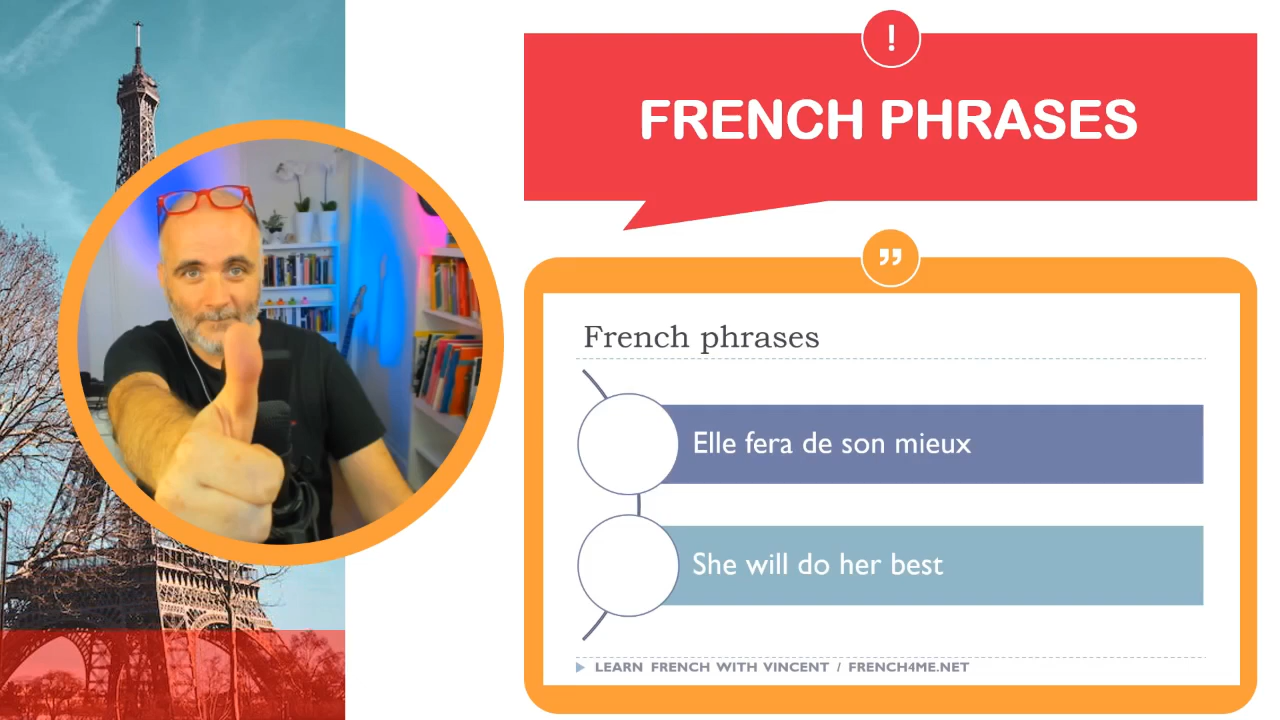 !
FRENCH PHRASES
”
French phrases
Elle fera de son mieux
She will do her best
LEARN FRENCH WITH VINCENT / FRENCH4ME.NET